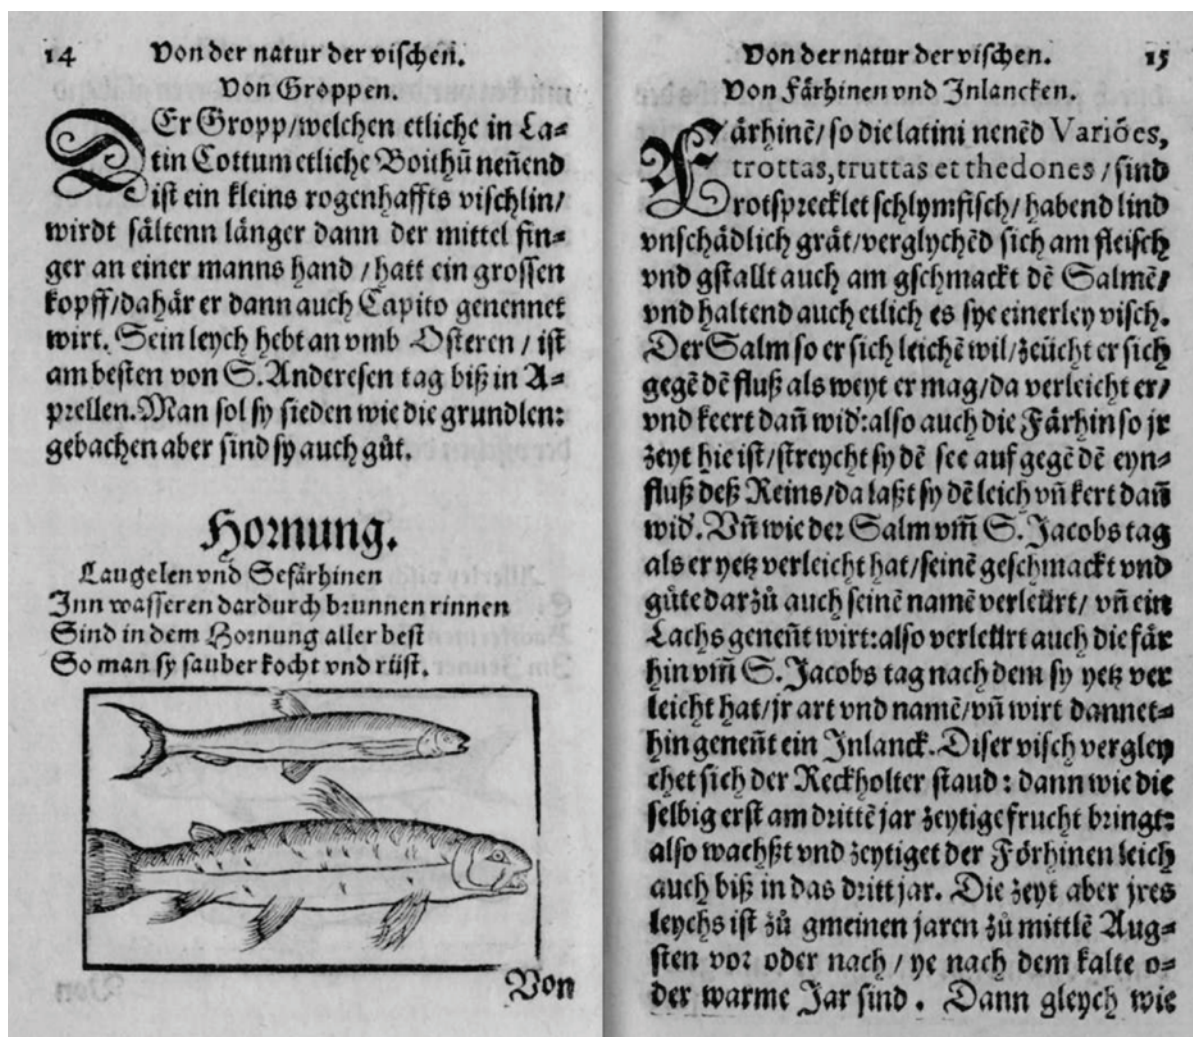 14 Von der natur der vischen.
Von Groppen.
DEr Gropp/welchen etliche in La⸗
tin Cottum etliche Boithū neñend
ist ein kleins rogenhaffts vischlin/
wirdt sältenn länger dann der mittel fin⸗
ger an einer manns hand / hatt ein grossen
kopff/dahär er dann auch Capito genennet
wirt. Sein leych hebt an vmb Osteren / ist
am besten von S. Anderesen tag biß in A⸗
prellen. Man sol sy sieden wie die grundlen:
gebachen aber sind sy auch gůt.
Hornung.
Laugelen vnd Sefärhinen
Inn wasseren dardurch brunnen rinnen
Sind in dem Hornung aller best
So man sy sauber kocht vnd rüst.
Von
Von der natur der vischen. 15
Von Färhinen vnd Inlancken.
FÄrhinē/ so die latini nenēd Variōes,
trottas, truttas et thedones / sind
rotsprecklet schlymfisch/ habend lind
vnschädlich grät/verglychēd sich am fleisch
vnd gstallt auch am gschmackt dē Salmē/
vnd haltend auch etlich es sye einerley visch.
Der Salm so er sich leichē wil/zeücht er sich
gegē dē fluß als weyt er mag/da verleicht er/
vnd keert dañ wid':also auch die Färhin so jr
zeyt hie ist/streycht sy dē see auf gegē dē eyn⸗
fluß deß Reins/da laßt sy dē leich vñ kert dañ
wid'. Vñ wie der Salm vm̄ S. Jacobs tag
als er yetz verleicht hat/seinē geschmackt vnd
güte darzů auch seinē namē verleürt/ vñ ein
Lachs geneñt wirt:also verleürt auch die fär
hin vm̄ S. Jacobs tag nach dem sy yetz ver
leicht hat/jr art vnd namē/vñ wirt dannet⸗
hin geneñt ein Inlanck. Diser visch vergley
chet sich der Reckholter staud : dann wie die
selbig erst am drittē jar zeytige frucht bringt:
also wachßt vnd zeytiget der Förhinen leich
auch biß in das dritt jar. Die zeyt aber jres
leychs ist zů gmeinen jaren zů mittlē Aug⸗
sten vor oder nach / ye nach dem kalte o⸗
der warme Jar sind . Dann gleych wie